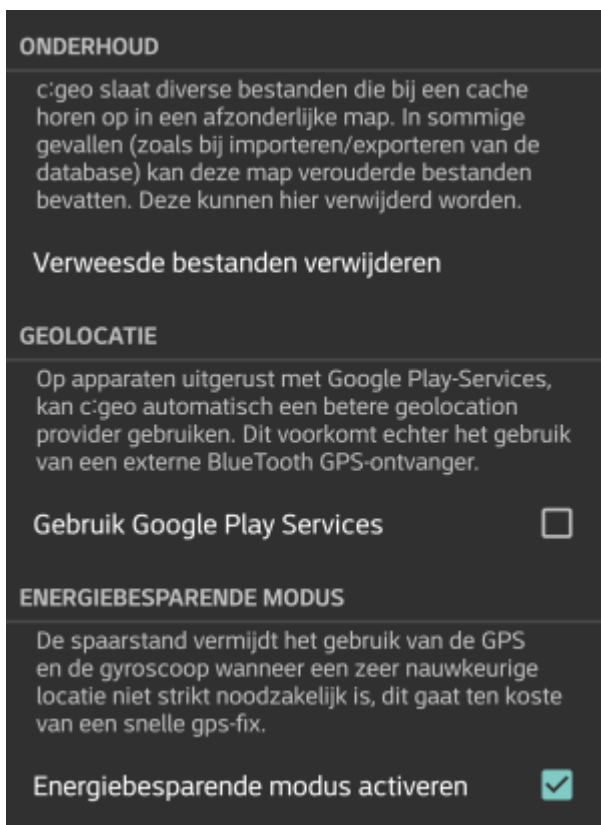 ONDERHOUD
c:geo slaat diverse bestanden die bij een cache
horen op in een afzonderlijke map. In sommige
gevallen (zoals bij importeren/exporteren van de
database) kan deze map verouderde bestanden
bevatten. Deze kunnen hier verwijderd worden.
Verweesde bestanden verwijderen
GEOLOCATIE
Op apparaten uitgerust met Google Play-Services,
kan c:geo automatisch een betere geolocation
provider gebruiken. Dit voorkomt echter het gebruik
van een externe BlueTooth GPS-ontvanger.
Gebruik Google Play Services
ENERGIEBESPARENDE MODUS
De spaarstand vermijdt het gebruik van de GPS
en de gyroscoop wanneer een zeer nauwkeurige
locatie niet strikt noodzakelijk is, dit gaat ten koste
van een snelle gps-fix.
Energiebesparende modus activeren